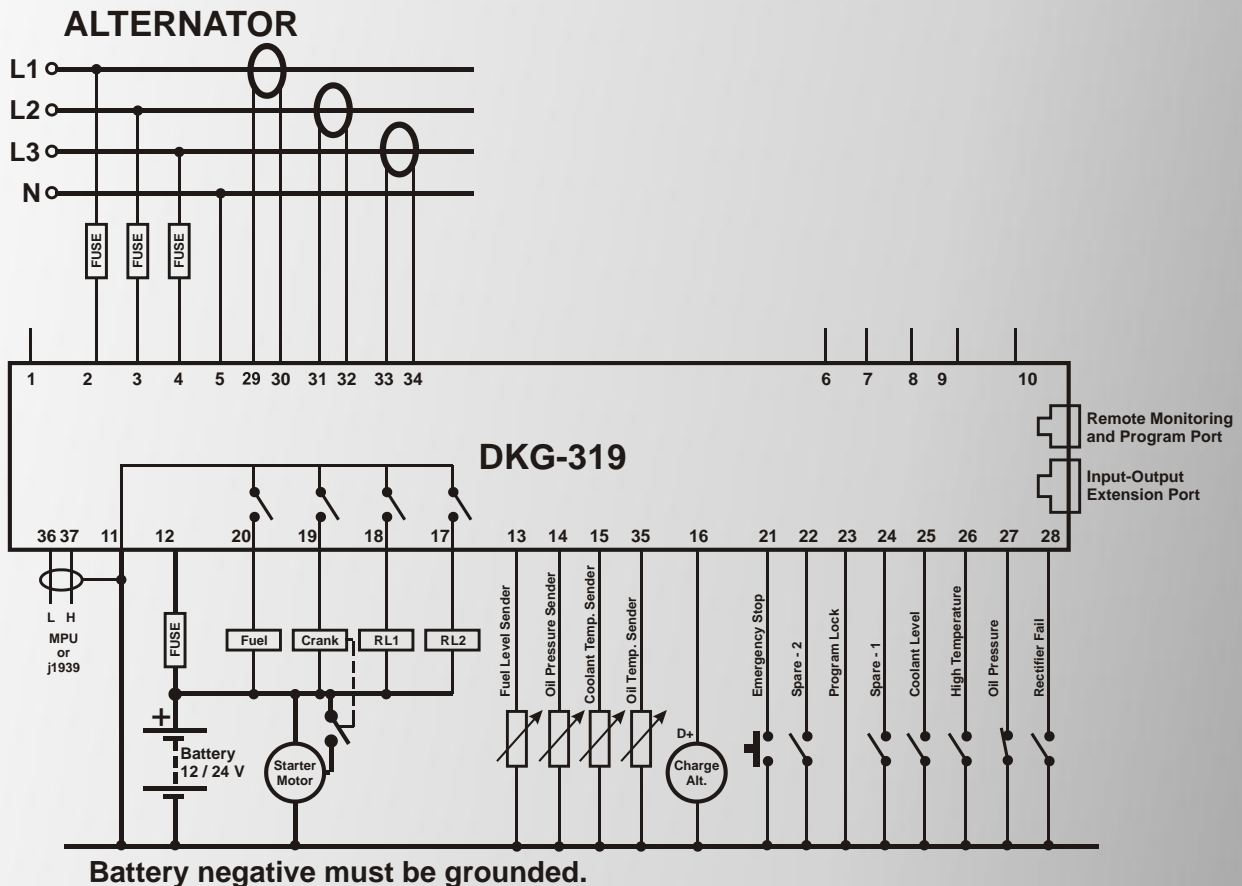 ALTERNATOR
L1
L2
L3
N
FUSE FUSE FUSE
1 2 3 4 5 29 30 31 32 33 34 6 7 8 9 10
Remote Monitoring
and Program Port
DKG-319
Input-Output
Extension Port
36 37 11 12 20 19 18 17 13 14 15 35 16 21 22 23 24 25 26 27 28
L H
MPU
or
j1939
FUSE
Fuel
Crank
RL1
RL2
Fuel Level Sender
Oil Pressure Sender
Coolant Temp. Sender
Oil Temp. Sender
Emergency Stop
Spare - 2
Program Lock
Spare - 1
Coolant Level
High Temperature
Oil Pressure
Rectifier Fail
+
Battery
12 / 24 V
Starter
Motor
D+
Charge
Alt.
Battery negative must be grounded.